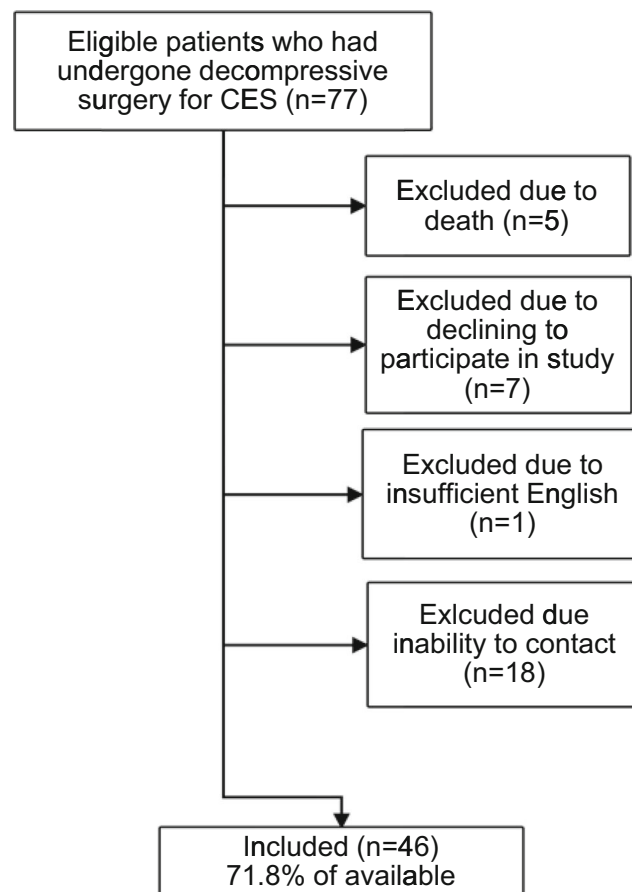 Eligible patients who had
undergone decompressive
surgery for CES (n=77)
Excluded due to
death (n=5)
Excluded due to
declining to
participate in study
(n=7)
Excluded due to
insufficient English
(n=1)
Exlcuded due
inability to contact
(n=18)
Included (n=46)
71.8% of available